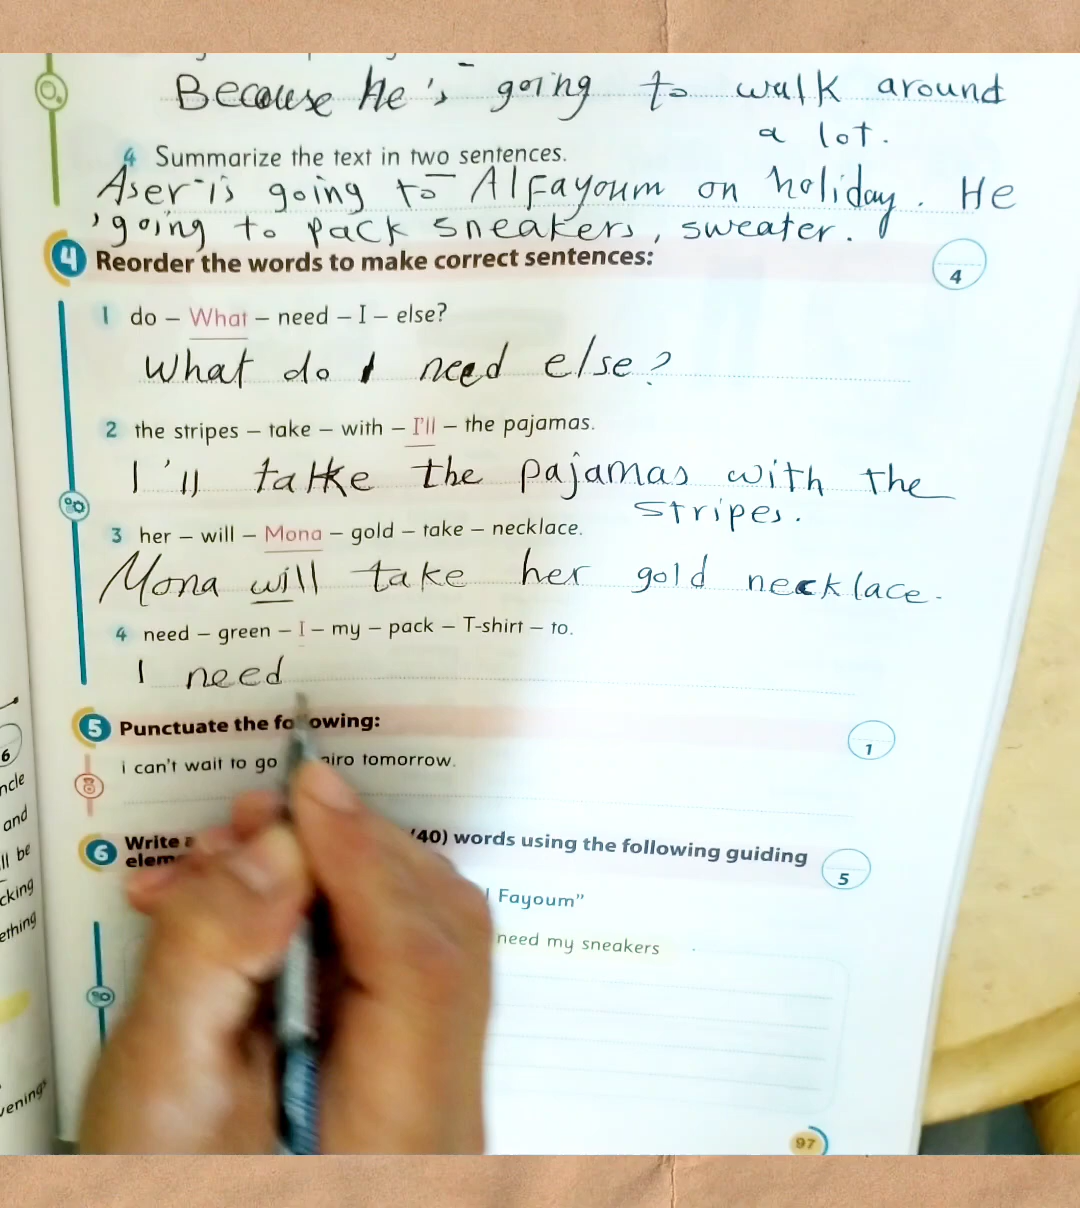 Because He's going to walk around
a lot.
4 Summarize the text in two sentences.
Aser is going to Alfayoum on holiday. He
's going to pack sneakers, sweater.
4 Reorder the words to make correct sentences:
4
1 do – What – need – I – else?
What do I need else?
2 the stripes – take – with – I'll – the pajamas.
I'll take the pajamas with the
stripes.
3 her – will – Mona – gold – take – necklace.
Mona will take her gold necklace.
4 need – green – I – my – pack – T-shirt – to.
I need
5 Punctuate the following:
1
i can't wait to go tomorrow.
6 Write (40) words using the following guiding
5
Fayoum"
need my sneakers
6
and
ll be
97